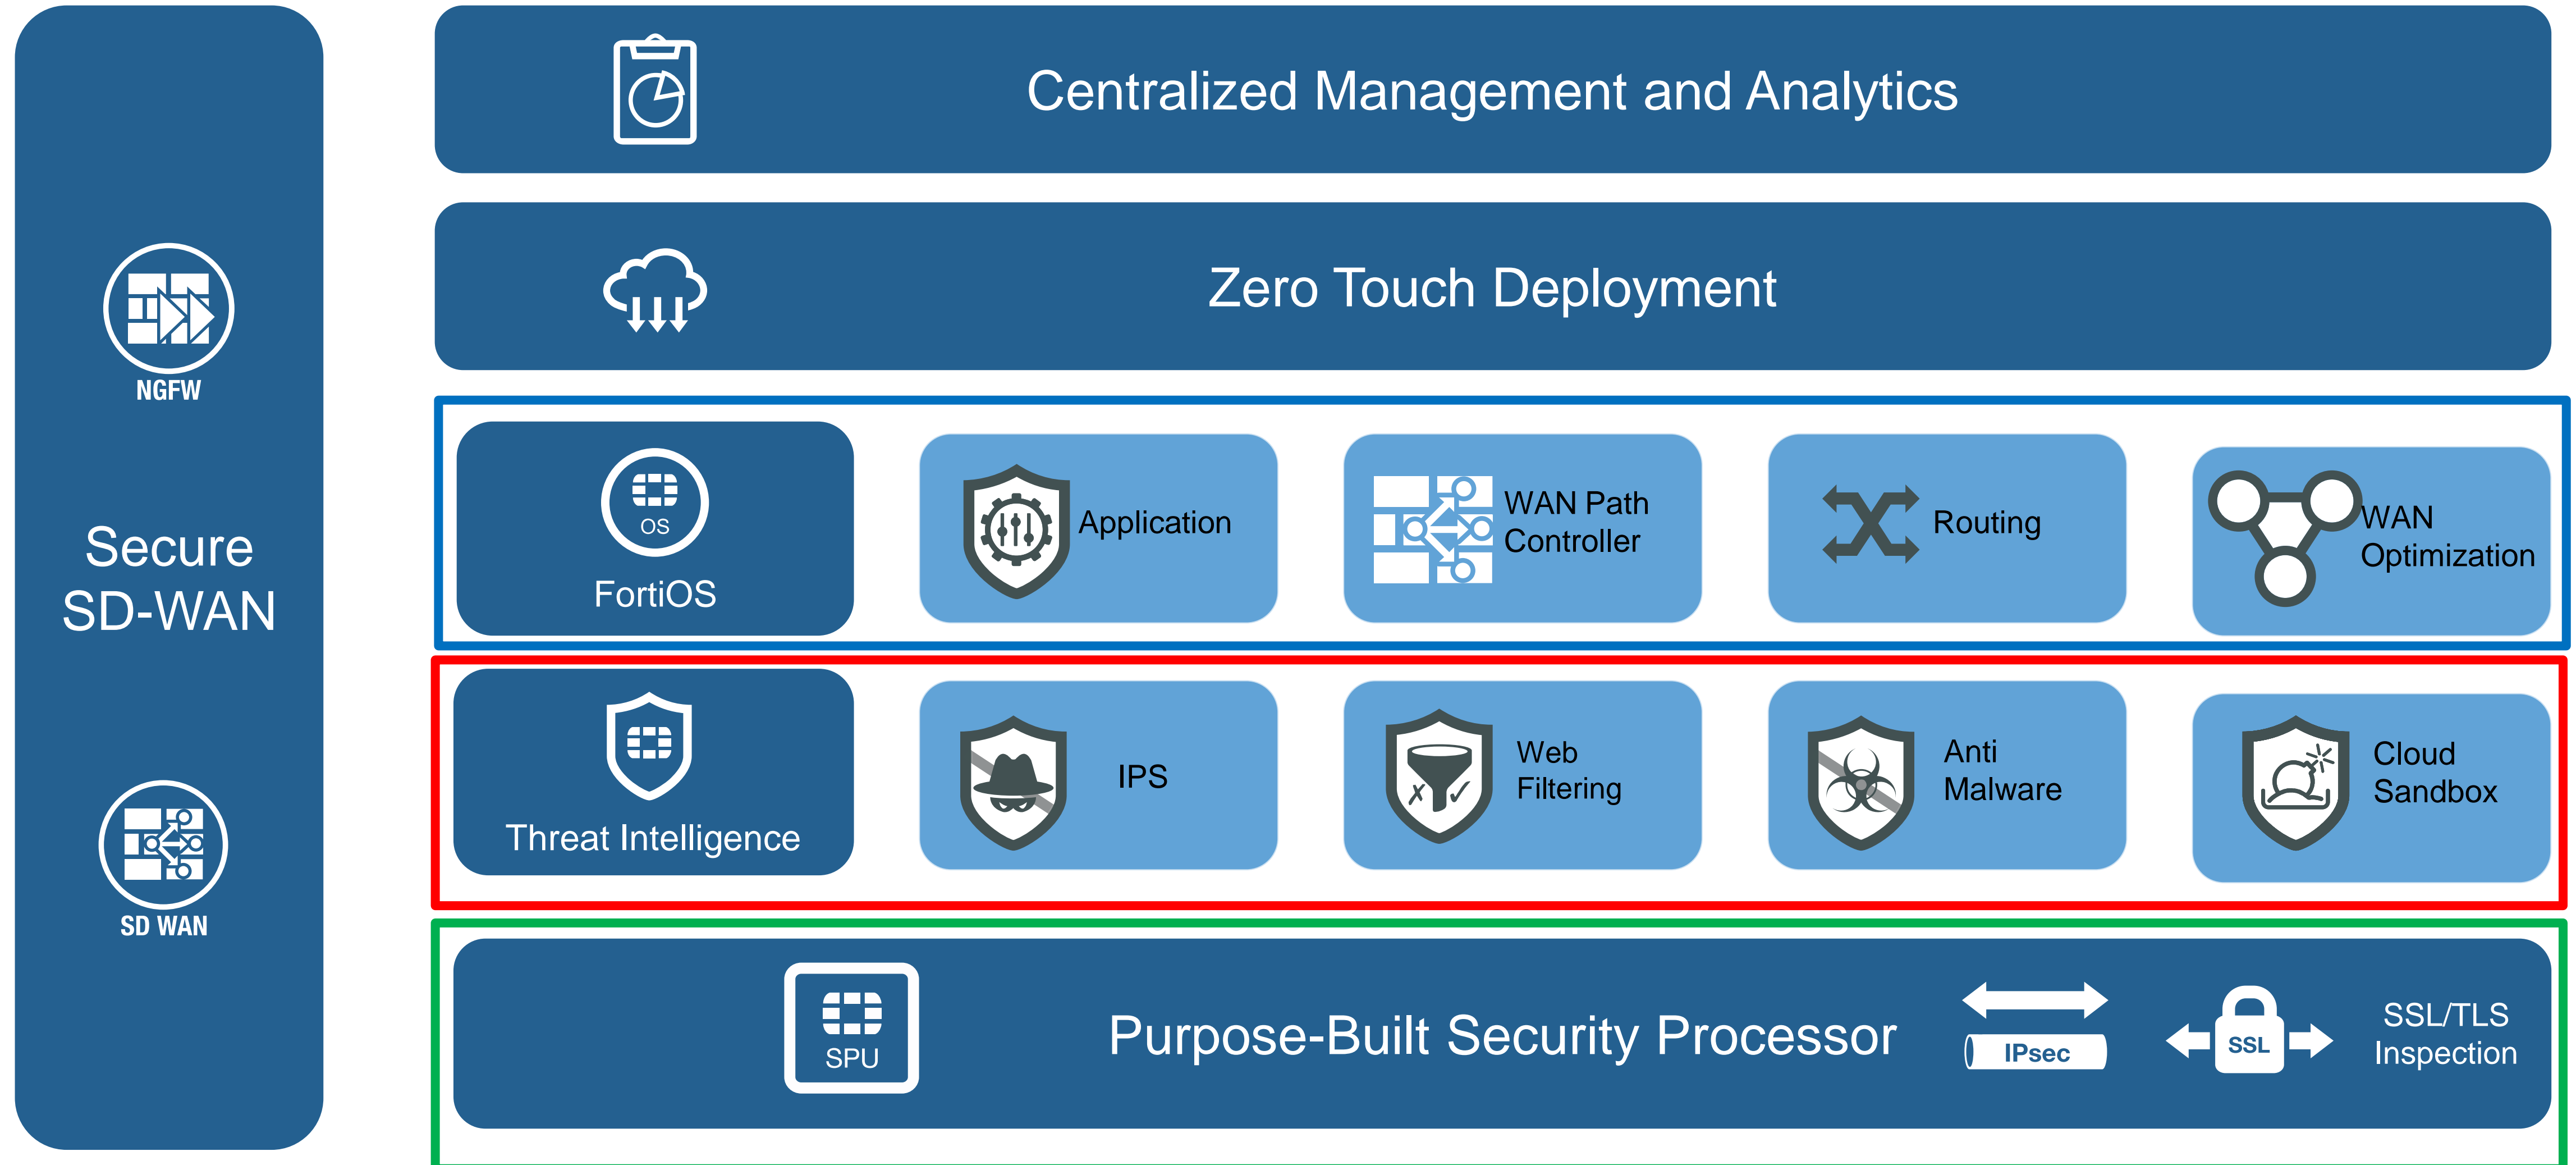 NGFW
Secure
SD-WAN
SD WAN
Centralized Management and Analytics
Zero Touch Deployment
OS
FortiOS
Application
WAN Path
Controller
Routing
WAN
Optimization
Threat Intelligence
IPS
Web
Filtering
Anti
Malware
Cloud
Sandbox
SPU
Purpose-Built Security Processor
IPsec
SSL
SSL/TLS
Inspection